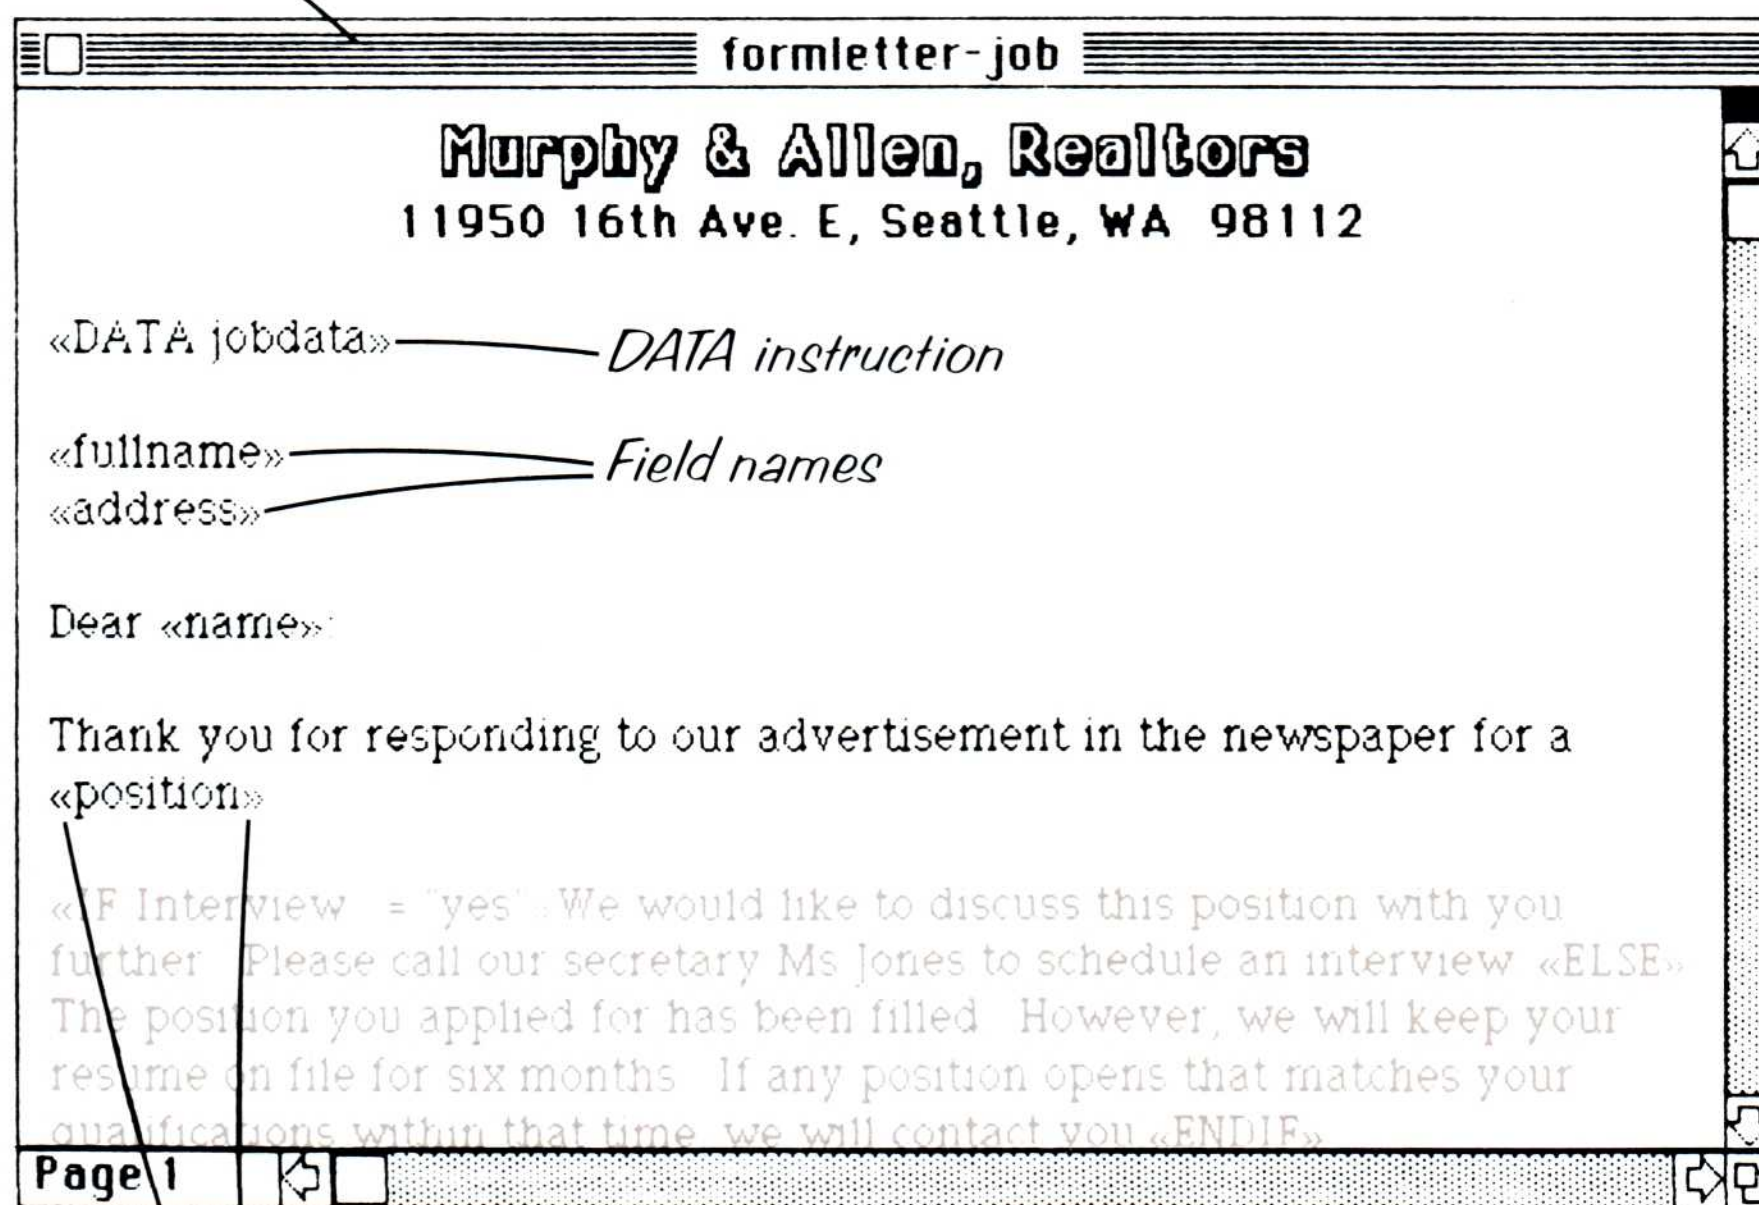 formletter-job
Murphy & Allen, Realtors
11950 16th Ave. E, Seattle, WA 98112
«DATA jobdata» DATA instruction
«fullname» Field names
«address»
Dear «name»:
Thank you for responding to our advertisement in the newspaper for a
«position»
«IF Interview = "yes"» We would like to discuss this position with you
further. Please call our secretary Ms Jones to schedule an interview «ELSE»
The position you applied for has been filled. However, we will keep your
resume on file for six months. If any position opens that matches your
qualifications within that time, we will contact you «ENDIF»
Page 1